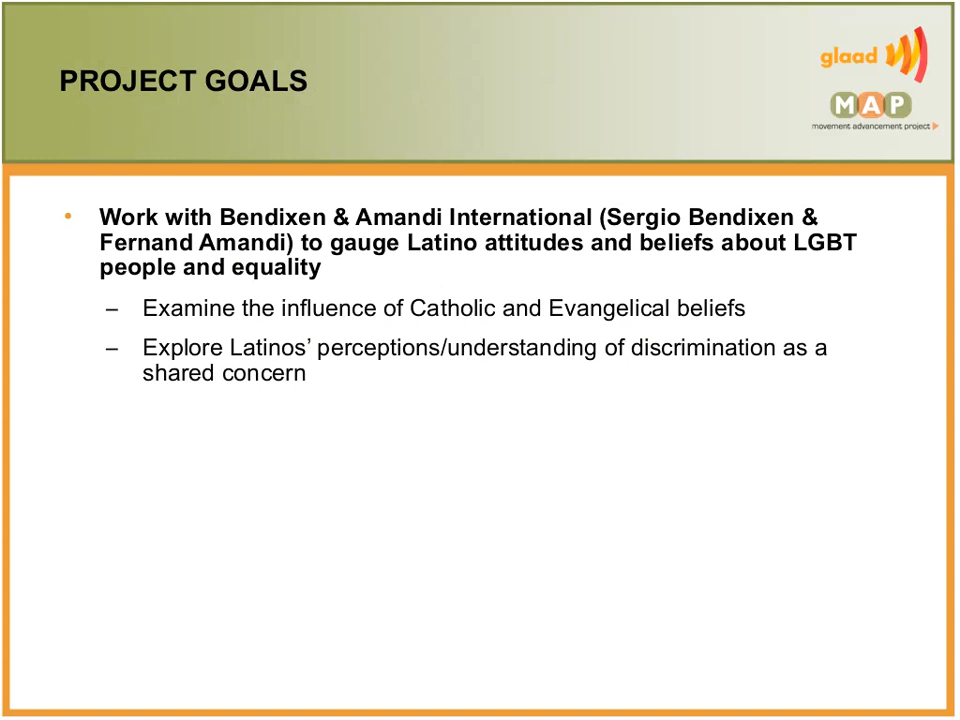 PROJECT GOALS
glaad
MAP
movement advancement project
• Work with Bendixen & Amandi International (Sergio Bendixen &
Fernand Amandi) to gauge Latino attitudes and beliefs about LGBT
people and equality
– Examine the influence of Catholic and Evangelical beliefs
– Explore Latinos’ perceptions/understanding of discrimination as a
shared concern